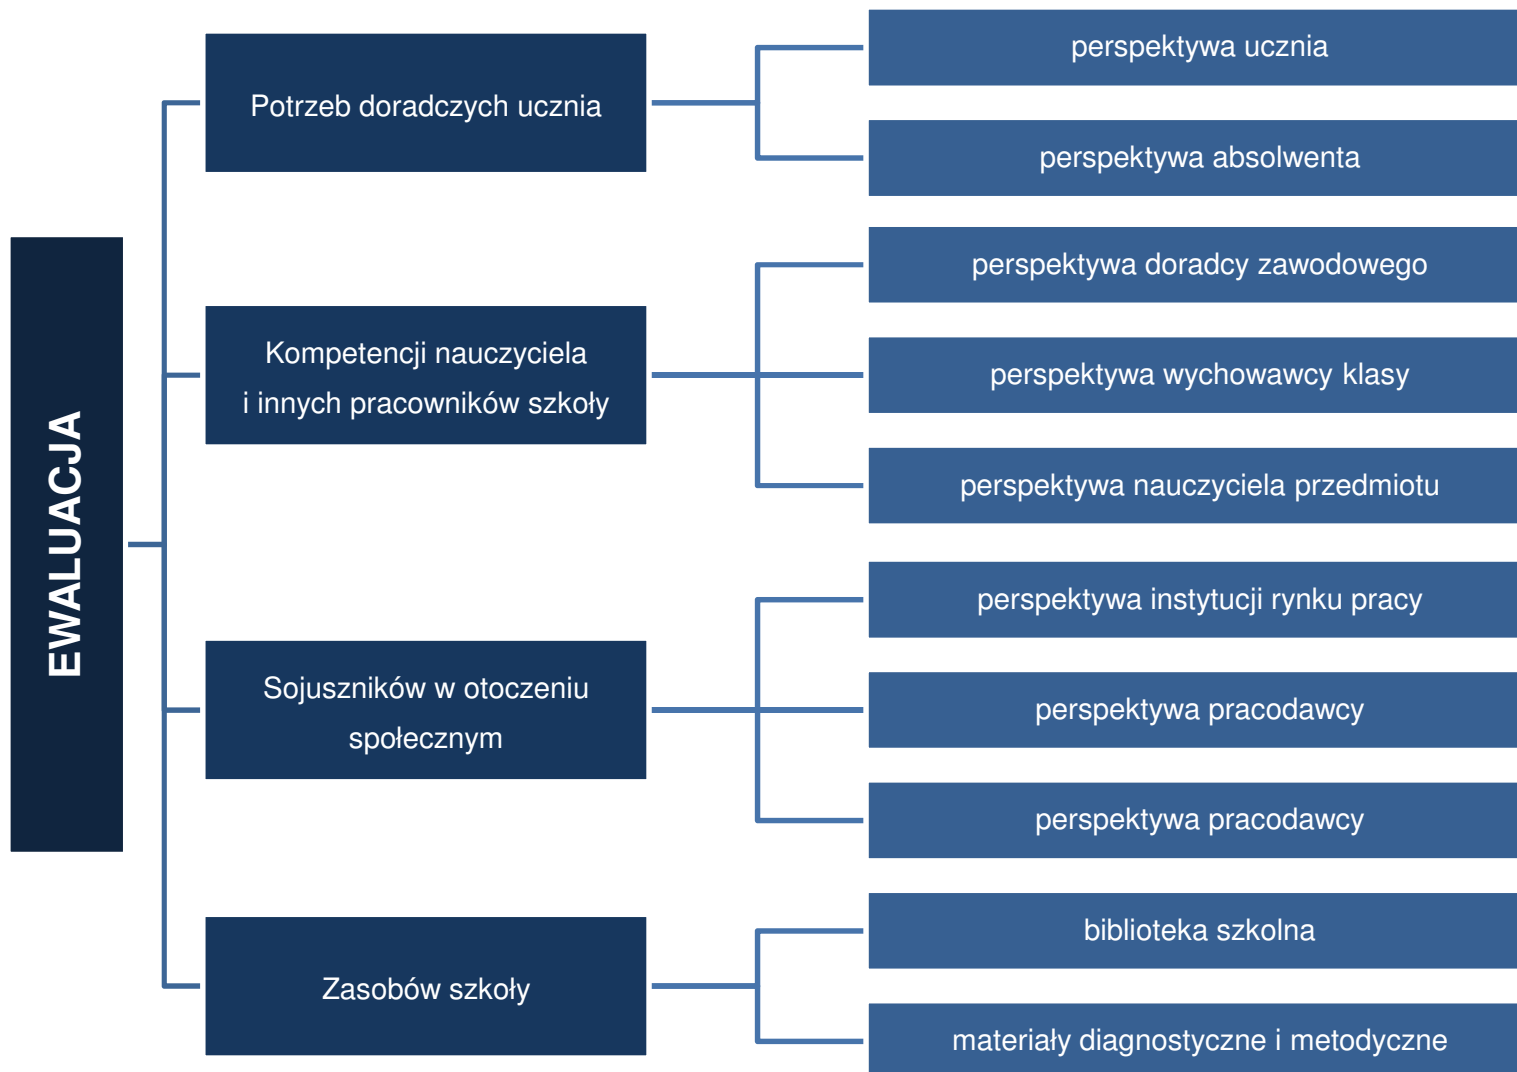 EWALUACJA
Potrzeb doradczych ucznia
perspektywa ucznia
perspektywa absolwenta
Kompetencji nauczyciela
i innych pracowników szkoły
perspektywa doradcy zawodowego
perspektywa wychowawcy klasy
perspektywa nauczyciela przedmiotu
Sojuszników w otoczeniu
społecznym
perspektywa instytucji rynku pracy
perspektywa pracodawcy
perspektywa pracodawcy
Zasobów szkoły
biblioteka szkolna
materiały diagnostyczne i metodyczne